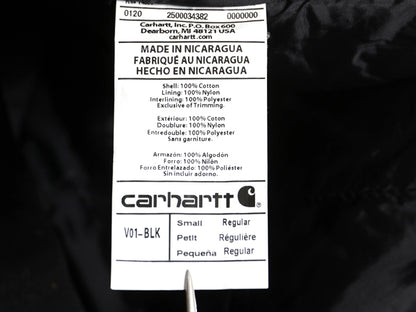 0120 2500034382 0000000
Carhartt, Inc. P.O. Box 600
Dearborn, MI 48121 USA
carhartt.com
MADE IN NICARAGUA
FABRIQUÉ AU NICARAGUA
HECHO EN NICARAGUA
Shell: 100% Cotton
Lining: 100% Nylon
Interlining: 100% Polyester
Exclusive of Trimming.
Extérieur: 100% Coton
Doublure: 100% Nylon
Entredouble: 100% Polyester
Sans garniture.
Armazón: 100% Algodón
Forro: 100% Nilón
Forro Entrelazado: 100% Poliéster
Sin incluir adorno.
carhartt
V01-BLK
Small Regular
Petit Régulière
Pequeña Regular